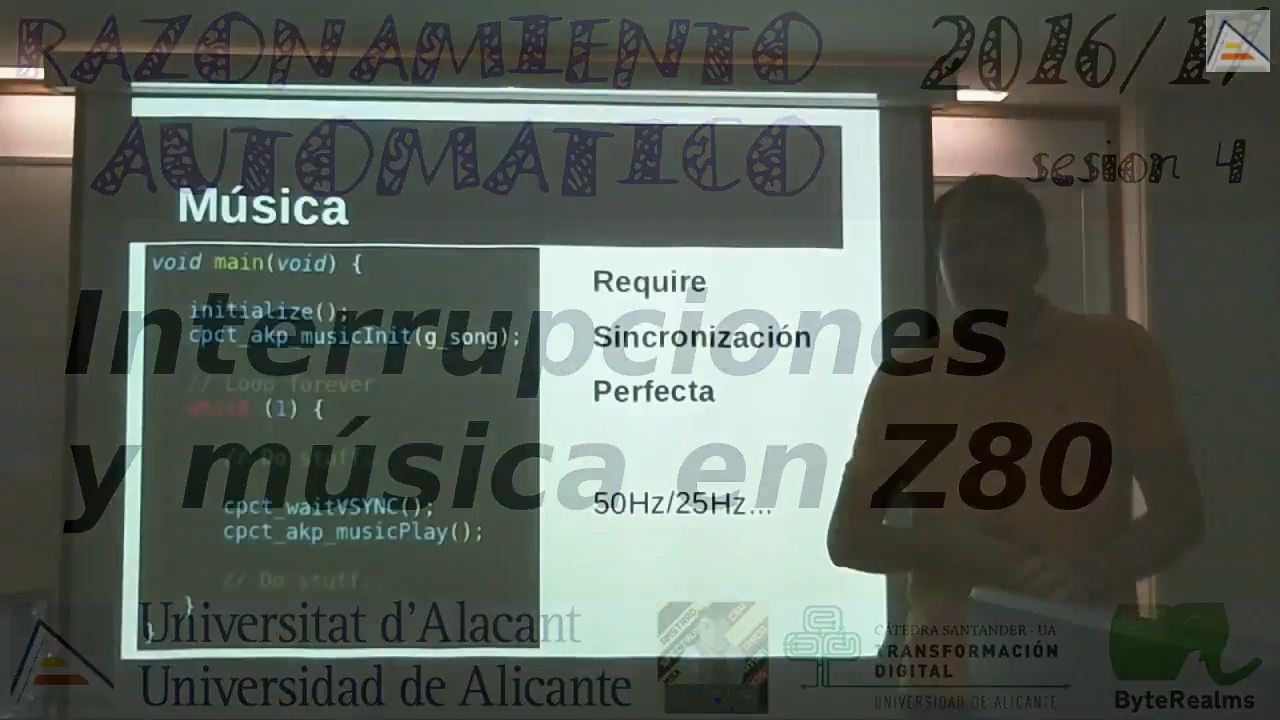 RAZONAMIENTO
AUTOMATICO
2016/17
sesion 4
Música
void main(void) {
initialize();
cpct_akp_musicInit(g_song);
// Loop forever
while (1) {
// Do stuff..
cpct_waitVSYNC();
cpct_akp_musicPlay();
// Do stuff..
}
}
Require
Sincronización
Perfecta
50Hz/25Hz...
Interrupciones
y música en Z80
Universitat d'Alacant
Universidad de Alicante
CÁTEDRA SANTANDER · UA
TRANSFORMACIÓN
DIGITAL
UNIVERSIDAD DE ALICANTE
ByteRealms